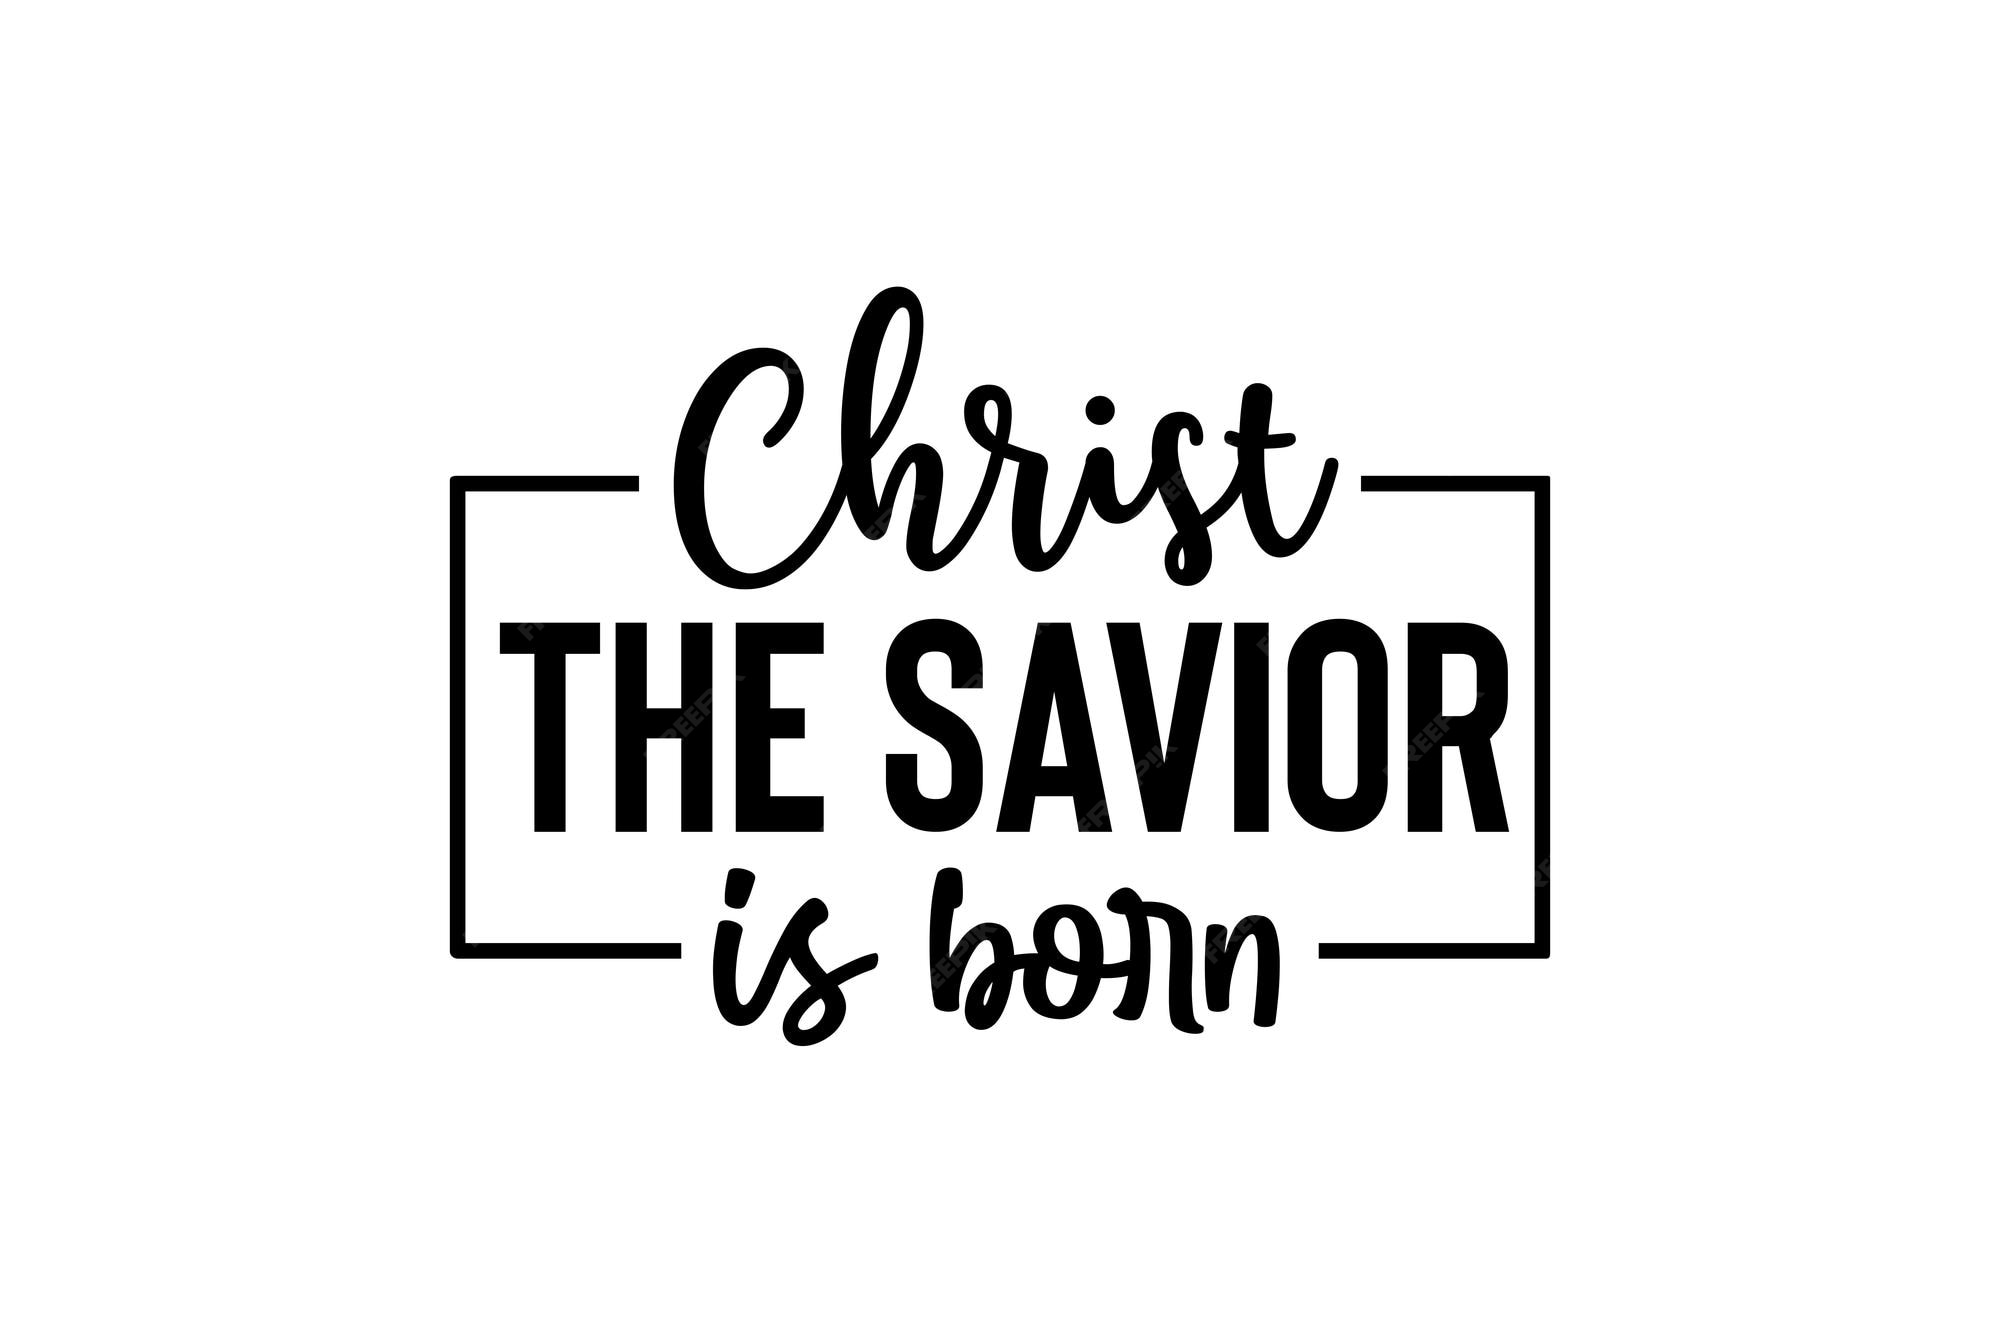 Christ
THE SAVIOR
is born